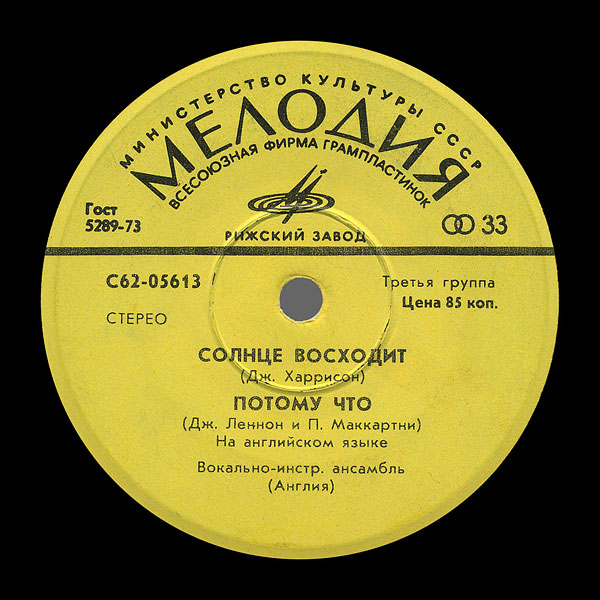 МИНИСТЕРСТВО КУЛЬТУРЫ СССР
МЕЛОДИЯ
ВСЕСОЮЗНАЯ ФИРМА ГРАМПЛАСТИНОК
Гост
5289-73
РИЖСКИЙ ЗАВОД
33
С62-05613
Третья группа
Цена 85 коп.
СТЕРЕО
СОЛНЦЕ ВОСХОДИТ
(Дж. Харрисон)
ПОТОМУ ЧТО
(Дж. Леннон и П. Маккартни)
На английском языке
Вокально-инстр. ансамбль
(Англия)